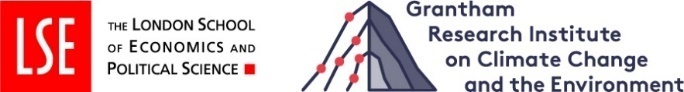 LSE
THE LONDON SCHOOL
OF ECONOMICS AND
POLITICAL SCIENCE
Grantham
Research Institute
on Climate Change
and the Environment